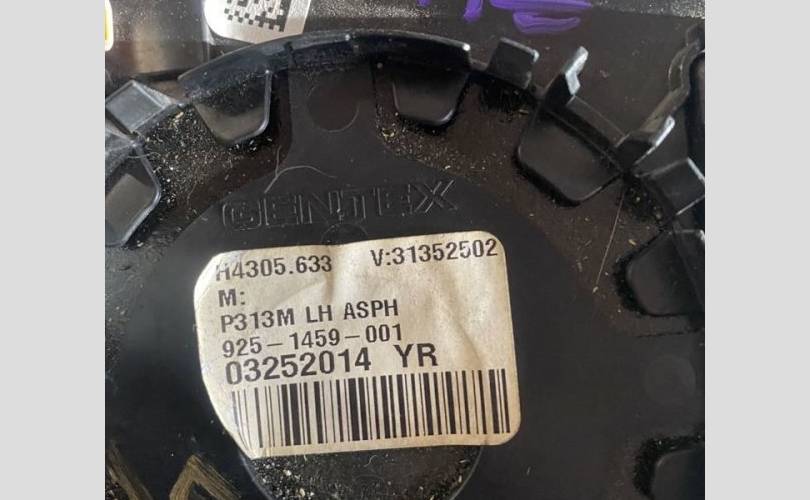 GENTEX
H4305.633 V:31352502
M:
P313M LH ASPH
925-1459-001
03252014 YR